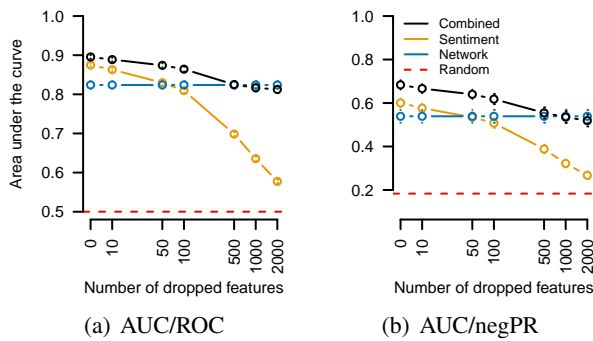 Area under the curve
1.0
0.9
0.8
0.7
0.6
0.5
0
10
50
100
500
1000
2000
Number of dropped features
(a) AUC/ROC
1.0
0.8
0.6
0.4
0.2
Combined
Sentiment
Network
Random
0
10
50
100
500
1000
2000
Number of dropped features
(b) AUC/negPR